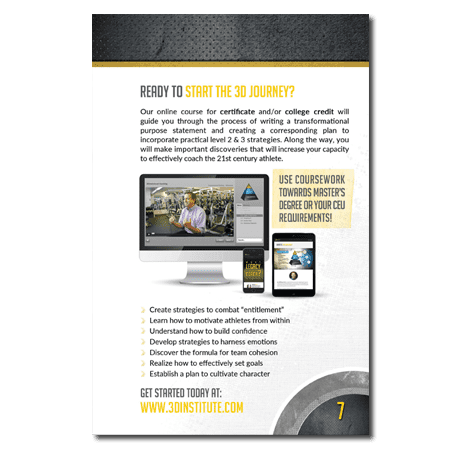 READY TO START THE 3D JOURNEY?
Our online course for certificate and/or college credit will
guide you through the process of writing a transformational
purpose statement and creating a corresponding plan to
incorporate practical level 2 & 3 strategies. Along the way, you
will make important discoveries that will increase your capacity
to effectively coach the 21st century athlete.
USE COURSEWORK
TOWARDS MASTER'S
DEGREE OR YOUR CEU
REQUIREMENTS!
LEGACY
Create strategies to combat "entitlement"
Learn how to motivate athletes from within
Understand how to build confidence
Develop strategies to harness emotions
Discover the formula for team cohesion
Realize how to effectively set goals
Establish a plan to cultivate character
GET STARTED TODAY AT:
WWW.3DINSTITUTE.COM
7